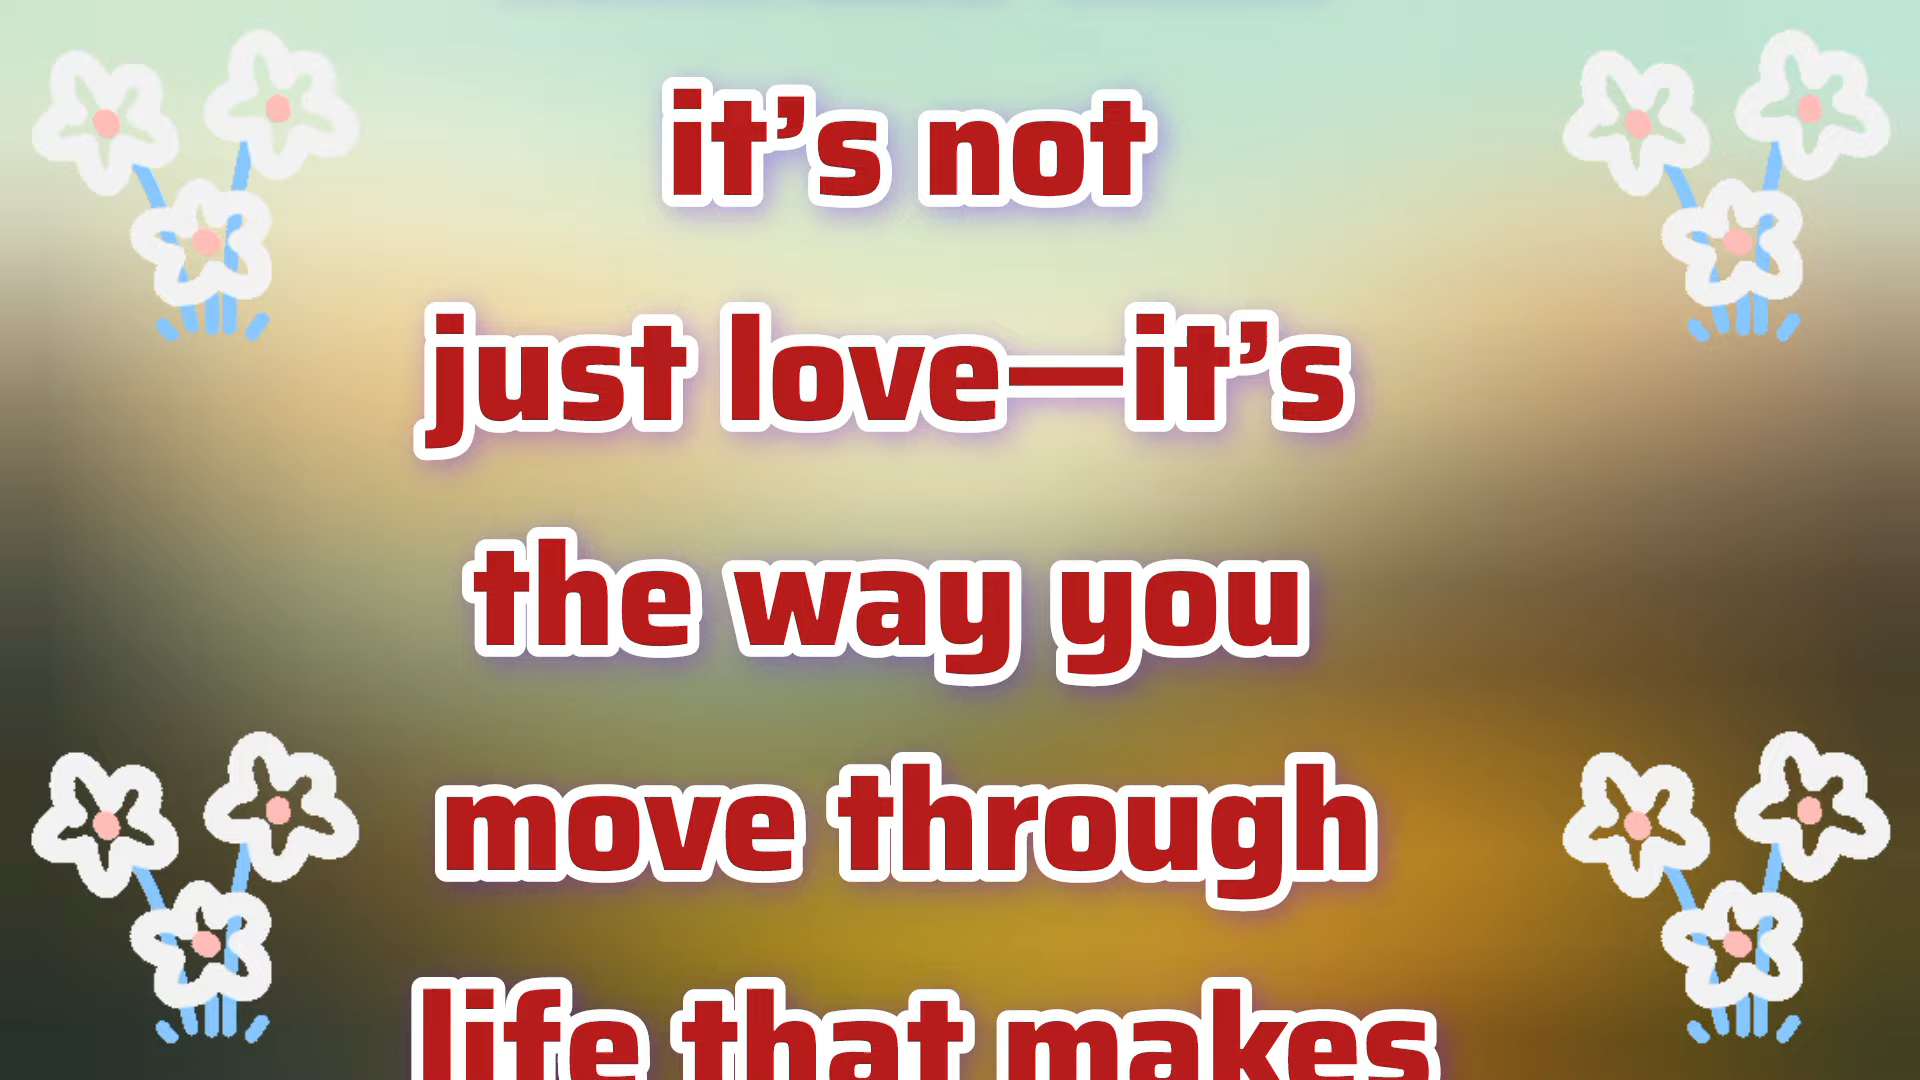 it’s not
just love—it’s
the way you
move through
life that makes